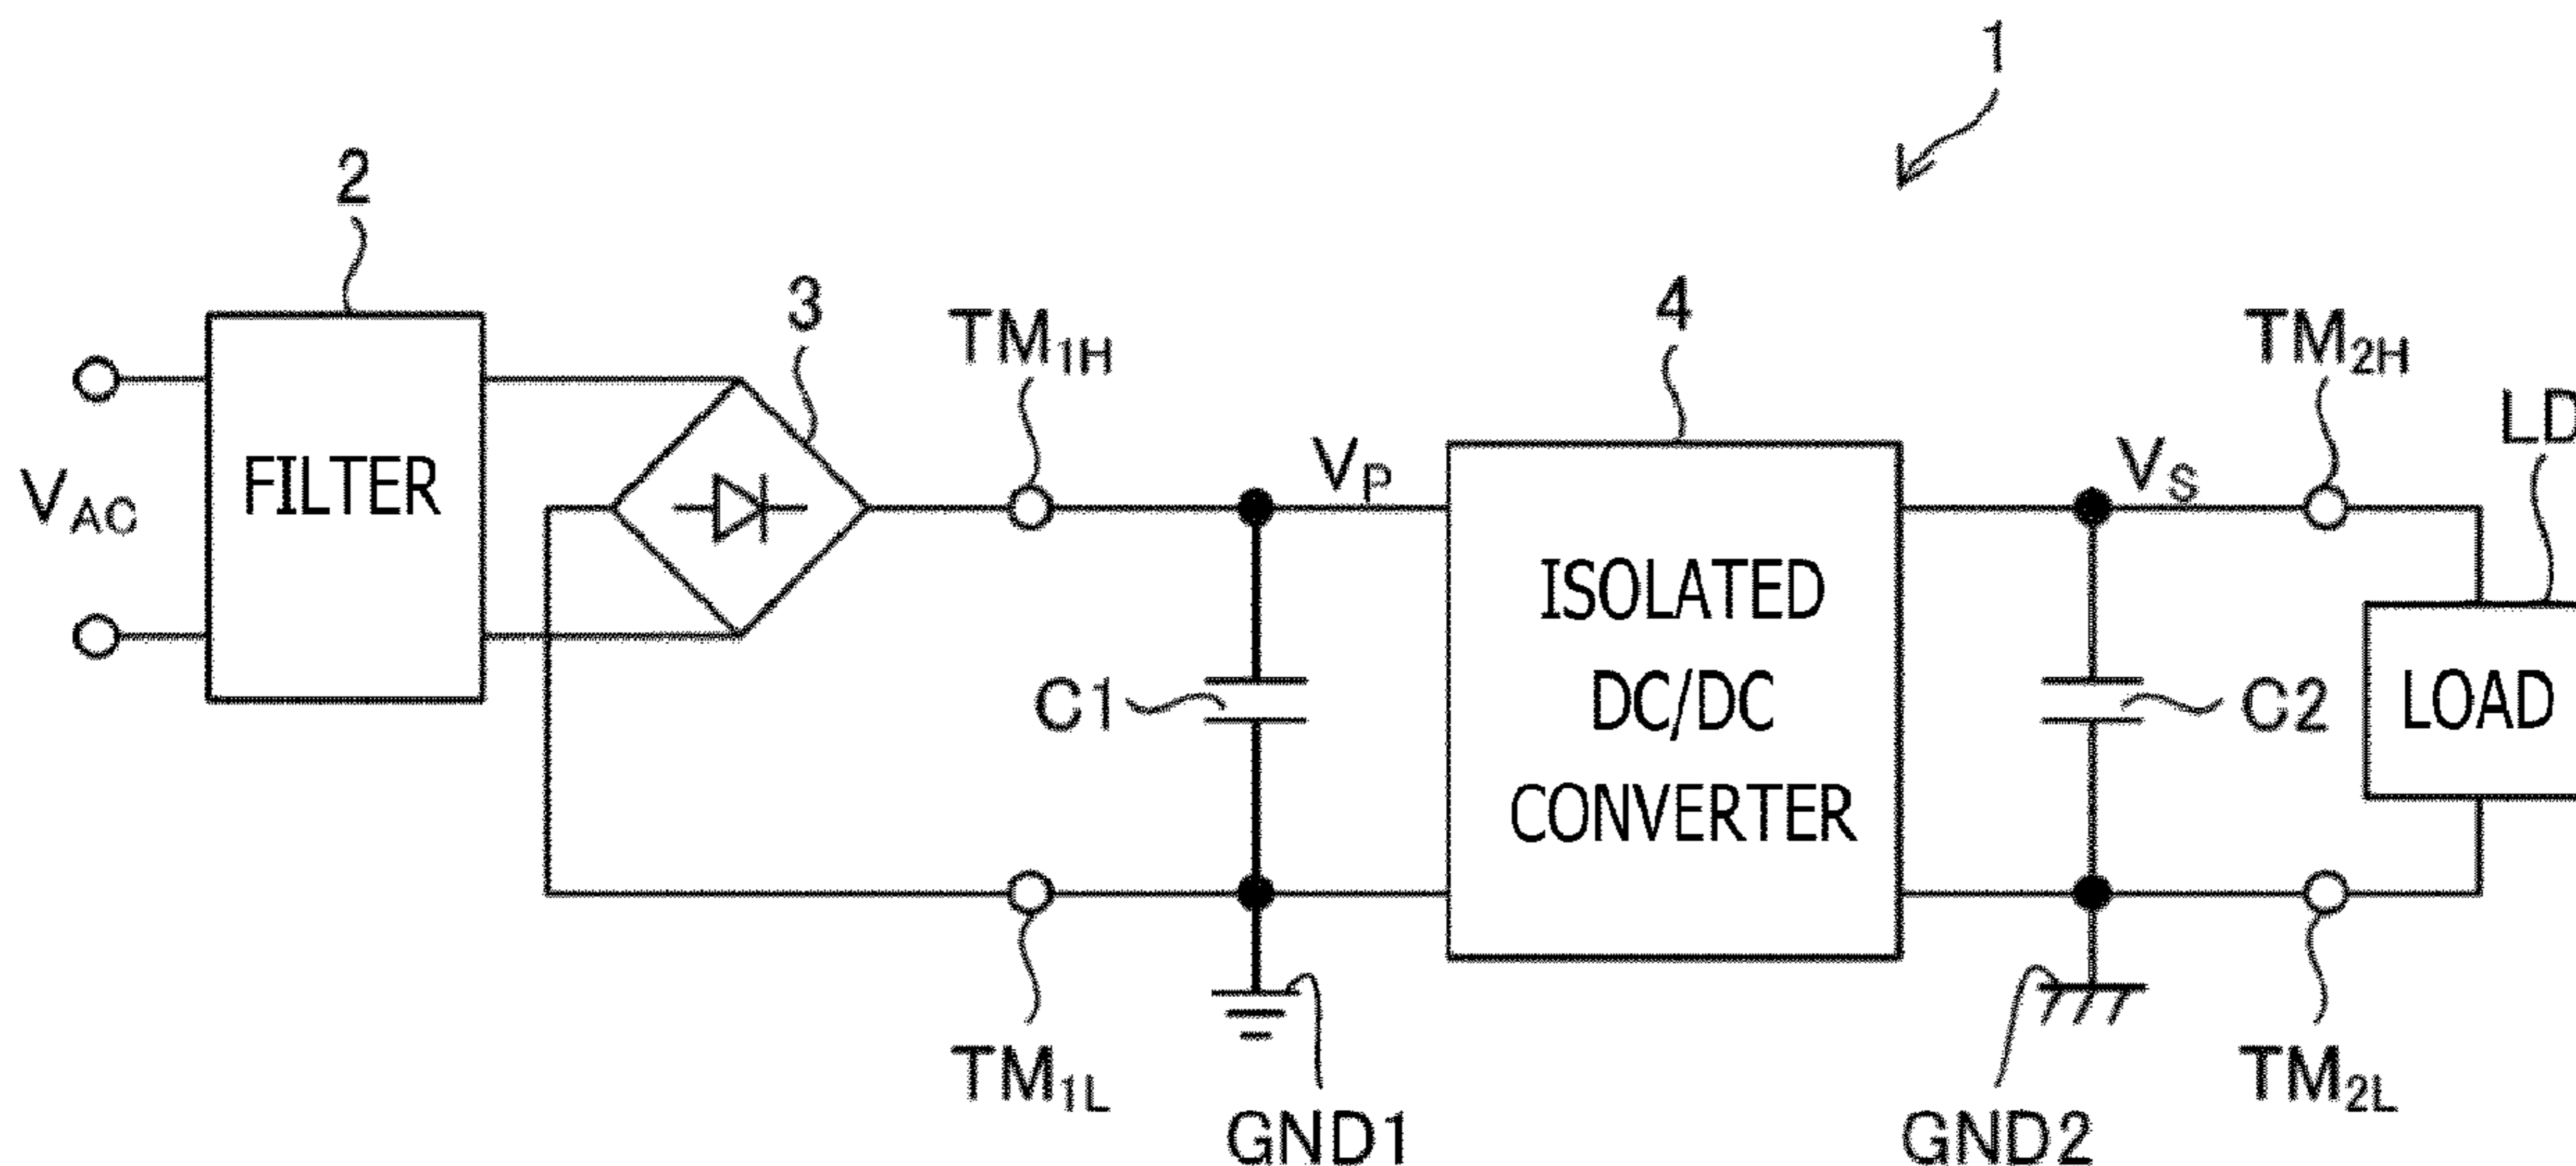 1
2
3
TM1H
4
TM2H
LD
VAC
FILTER
VP
VS
ISOLATED
DC/DC
CONVERTER
C1
C2
LOAD
TM1L
GND1
GND2
TM2L